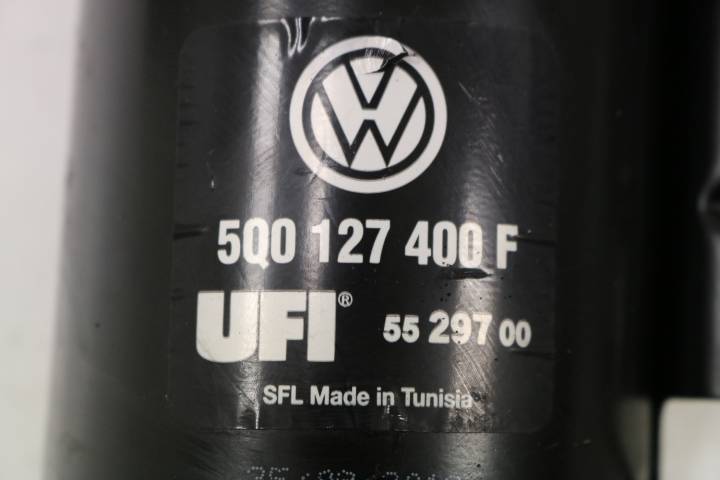 5Q0 127 400 F
UFI® 55 297 00
SFL Made in Tunisia